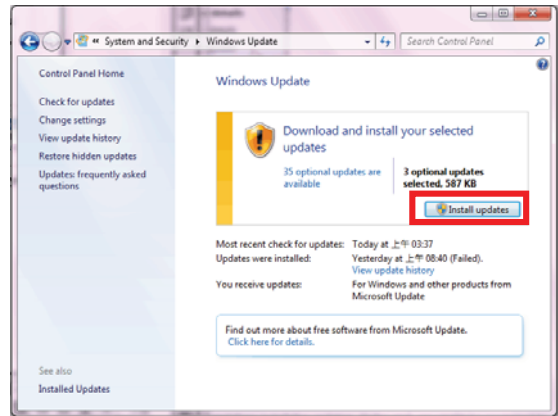 System and Security
Windows Update
Search Control Panel
Control Panel Home
Check for updates
Change settings
View update history
Restore hidden updates
Updates: frequently asked
questions
See also
Installed Updates
Windows Update
Download and install your selected
updates
35 optional updates are
available
3 optional updates
selected, 587 KB
Install updates
Most recent check for updates: Today at 上午 03:37
Updates were installed: Yesterday at 上午 08:40 (Failed).
View update history
You receive updates: For Windows and other products from
Microsoft Update
Find out more about free software from Microsoft Update.
Click here for details.